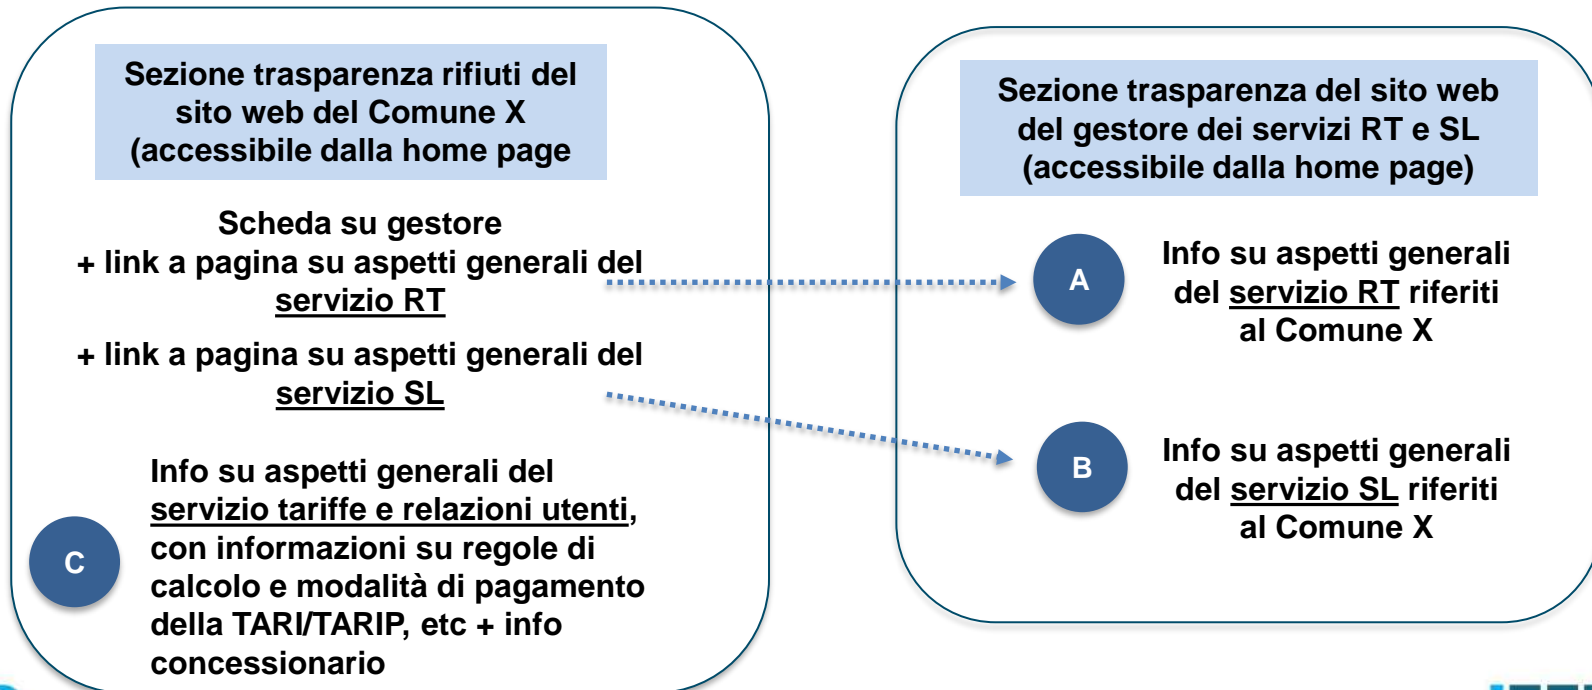 Sezione trasparenza rifiuti del
sito web del Comune X
(accessibile dalla home page
Scheda su gestore
+ link a pagina su aspetti generali del
servizio RT
+ link a pagina su aspetti generali del
servizio SL
C
Info su aspetti generali del
servizio tariffe e relazioni utenti,
con informazioni su regole di
calcolo e modalità di pagamento
della TARI/TARIP, etc + info
concessionario
Sezione trasparenza del sito web
del gestore dei servizi RT e SL
(accessibile dalla home page)
A
Info su aspetti generali
del servizio RT riferiti
al Comune X
B
Info su aspetti generali
del servizio SL riferiti
al Comune X